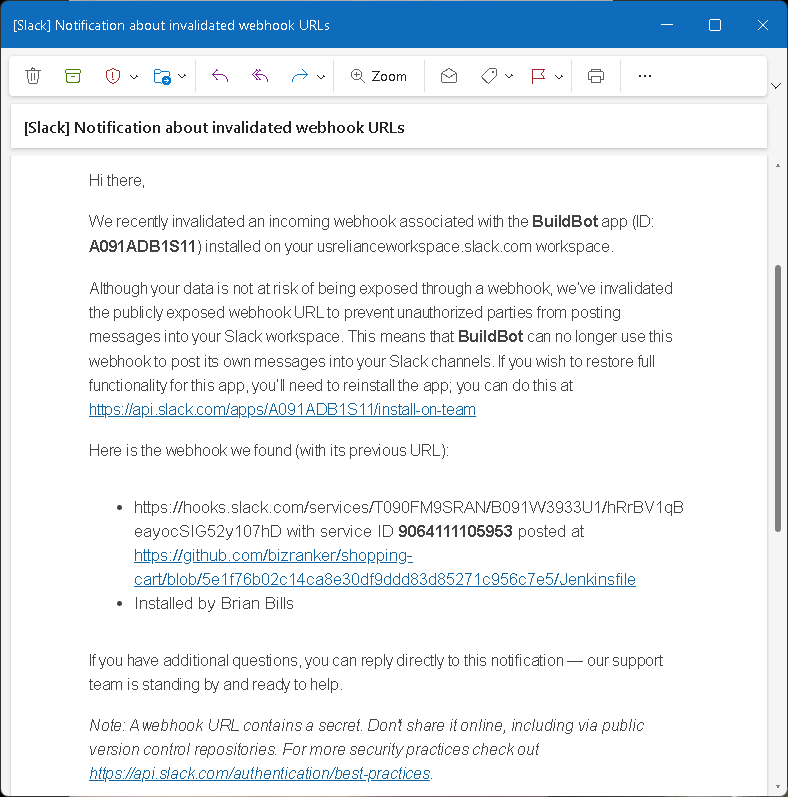 [Slack] Notification about invalidated webhook URLs
Zoom
[Slack] Notification about invalidated webhook URLs
Hi there,
We recently invalidated an incoming webhook associated with the BuildBot app (ID:
A091ADB1S11) installed on your usrelianceworkspace.slack.com workspace.
Although your data is not at risk of being exposed through a webhook, we've invalidated
the publicly exposed webhook URL to prevent unauthorized parties from posting
messages into your Slack workspace. This means that BuildBot can no longer use this
webhook to post its own messages into your Slack channels. If you wish to restore full
functionality for this app, you'll need to reinstall the app; you can do this at
https://api.slack.com/apps/A091ADB1S11/install-on-team
Here is the webhook we found (with its previous URL):
• https://hooks.slack.com/services/T090FM9SRAN/B091W3933U1/hRrBV1qB
eayocSIG52y107hD with service ID 9064111105953 posted at
https://github.com/bizranker/shopping-
cart/blob/5e1f76b02c14ca8e30df9ddd83d85271c956c7e5/Jenkinsfile
• Installed by Brian Bills
If you have additional questions, you can reply directly to this notification — our support
team is standing by and ready to help.
Note: A webhook URL contains a secret. Don't share it online, including via public
version control repositories. For more security practices check out
https://api.slack.com/authentication/best-practices.